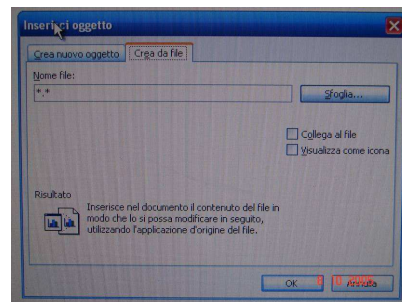 Inserisci oggetto
Crea nuovo oggetto
Crea da file
Nome file:
*.*
Sfoglia...
Collega al file
Visualizza come icona
Risultato
Inserisce nel documento il contenuto del file in
modo che lo si possa modificare in seguito,
utilizzando l'applicazione d'origine del file.
OK
Annulla